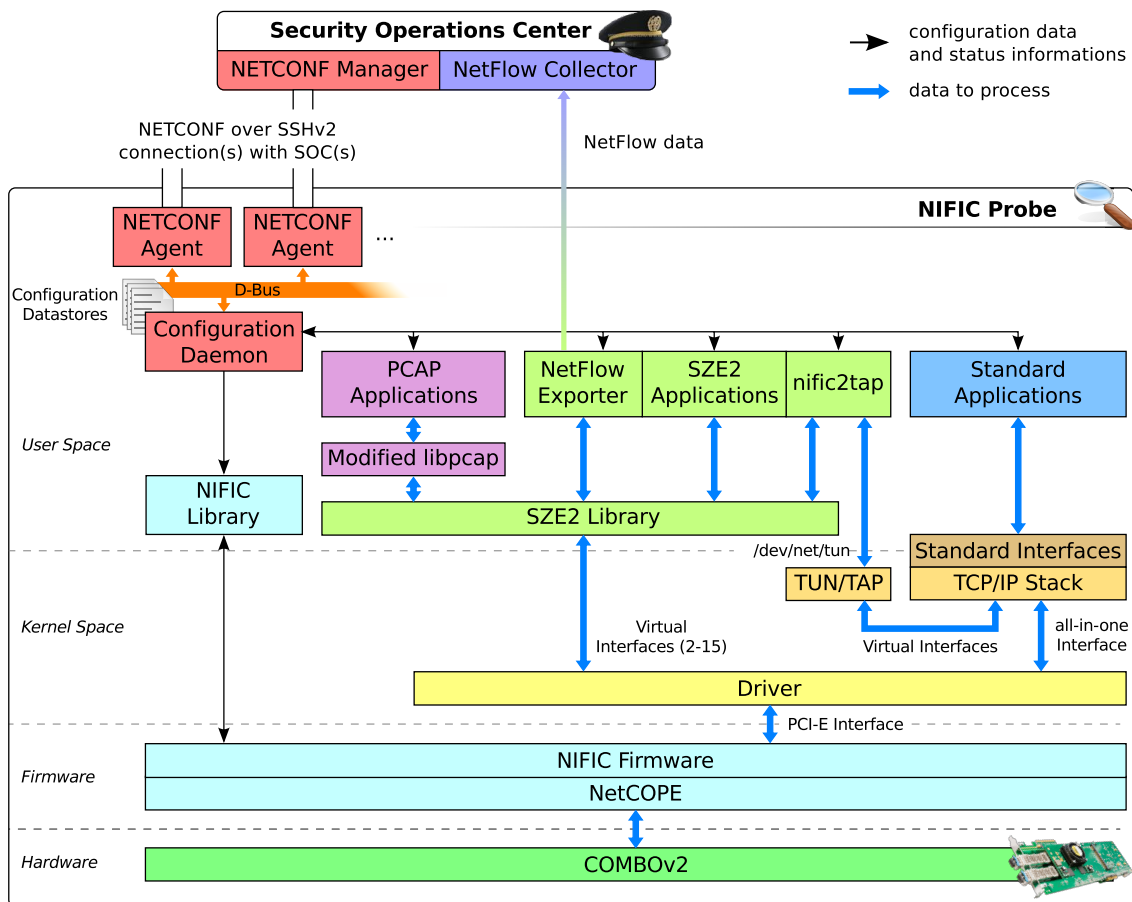 Security Operations Center
NETCONF Manager
NetFlow Collector
configuration data
and status informations
data to process
NETCONF over SSHv2
connection(s) with SOC(s)
NetFlow data
NIFIC Probe
NETCONF
Agent
NETCONF
Agent
...
D-Bus
Configuration
Datastores
Configuration
Daemon
PCAP
Applications
NetFlow
Exporter
SZE2
Applications
nific2tap
Standard
Applications
User Space
Modified libpcap
NIFIC
Library
SZE2 Library
/dev/net/tun
Standard Interfaces
TUN/TAP
TCP/IP Stack
Kernel Space
Virtual
Interfaces (2-15)
Virtual Interfaces
all-in-one
Interface
Driver
PCI-E Interface
Firmware
NIFIC Firmware
NetCOPE
Hardware
COMBOv2